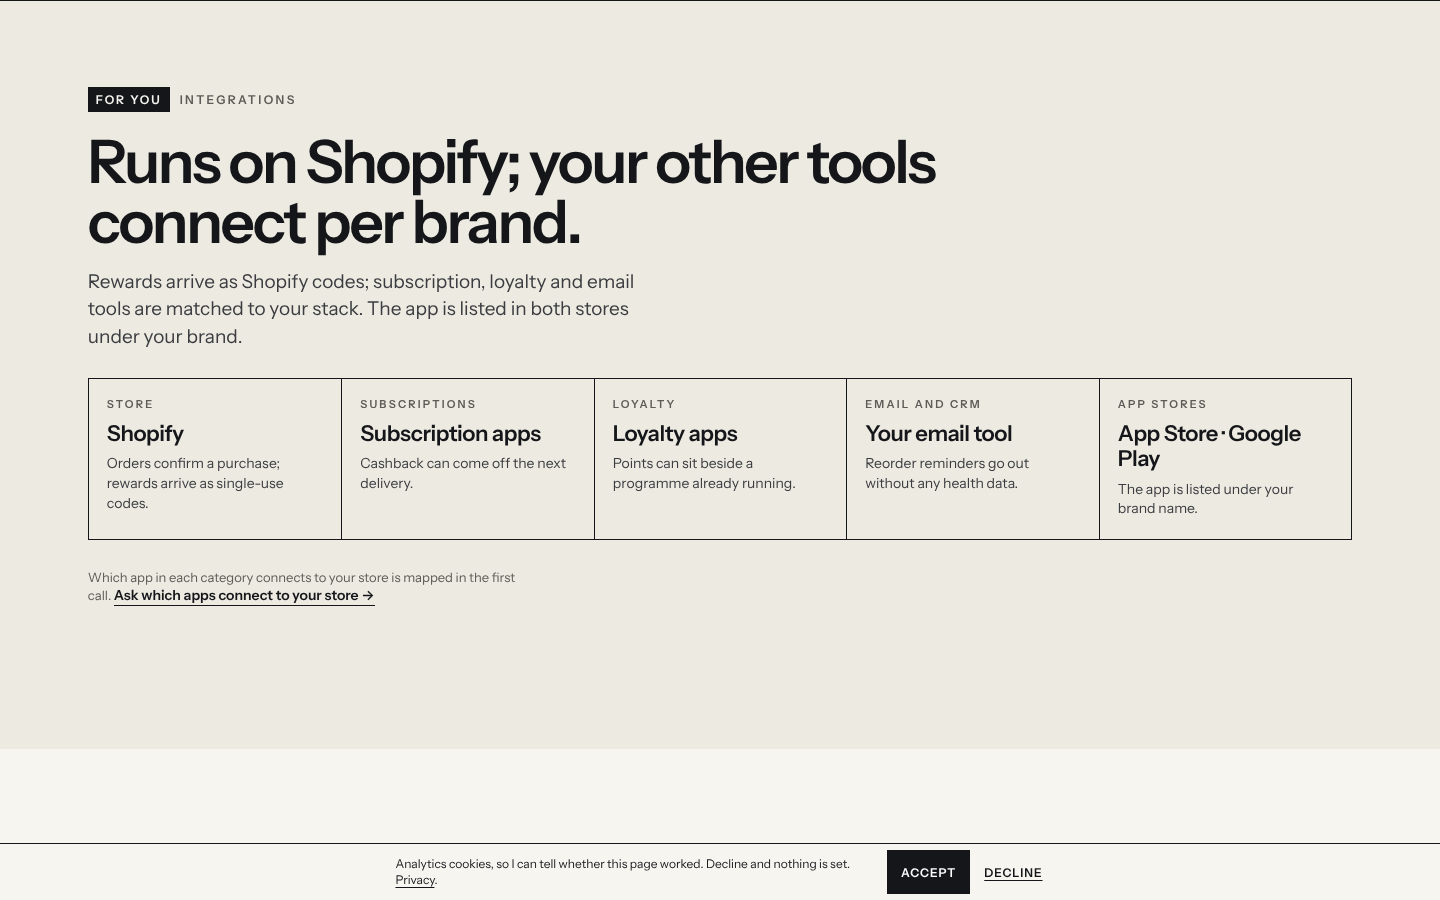 FOR YOU INTEGRATIONS
Runs on Shopify; your other tools
connect per brand.
Rewards arrive as Shopify codes; subscription, loyalty and email
tools are matched to your stack. The app is listed in both stores
under your brand.
STORE
Shopify
Orders confirm a purchase;
rewards arrive as single-use
codes.
SUBSCRIPTIONS
Subscription apps
Cashback can come off the next
delivery.
LOYALTY
Loyalty apps
Points can sit beside a
programme already running.
EMAIL AND CRM
Your email tool
Reorder reminders go out
without any health data.
APP STORES
App Store · Google
Play
The app is listed under your
brand name.
Which app in each category connects to your store is mapped in the first
call. Ask which apps connect to your store →
Analytics cookies, so I can tell whether this page worked. Decline and nothing is set.
Privacy.
ACCEPT
DECLINE